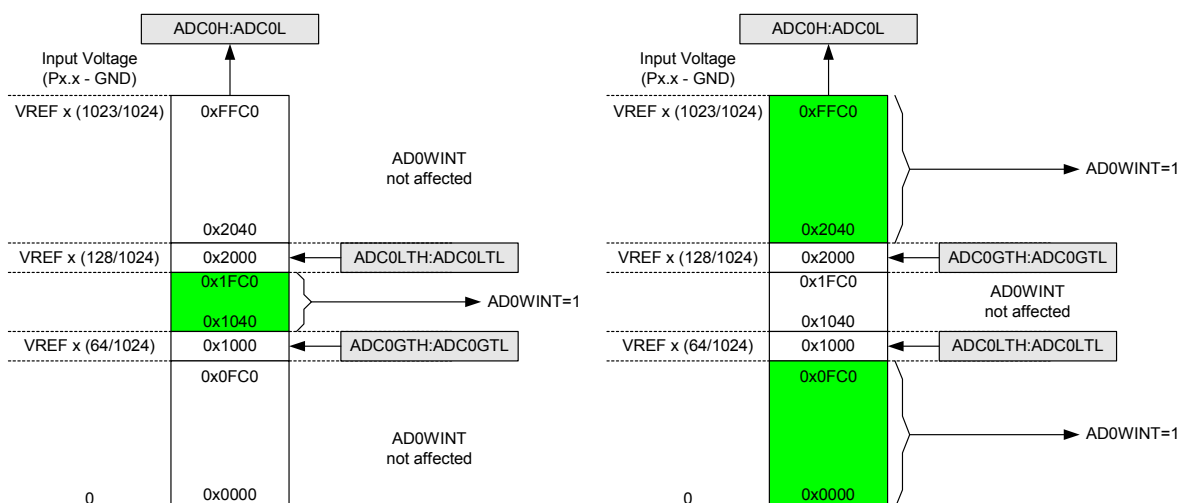 ADC0H:ADC0L
Input Voltage
(Px.x - GND)
VREF x (1023/1024)
0xFFC0
AD0WINT
not affected
0x2040
VREF x (128/1024)
0x2000
ADC0LTH:ADC0LTL
0x1FC0
AD0WINT=1
0x1040
VREF x (64/1024)
0x1000
ADC0GTH:ADC0GTL
0x0FC0
AD0WINT
not affected
0
0x0000
ADC0H:ADC0L
Input Voltage
(Px.x - GND)
VREF x (1023/1024)
0xFFC0
AD0WINT=1
0x2040
VREF x (128/1024)
0x2000
ADC0GTH:ADC0GTL
0x1FC0
AD0WINT
not affected
0x1040
VREF x (64/1024)
0x1000
ADC0LTH:ADC0LTL
0x0FC0
AD0WINT=1
0
0x0000